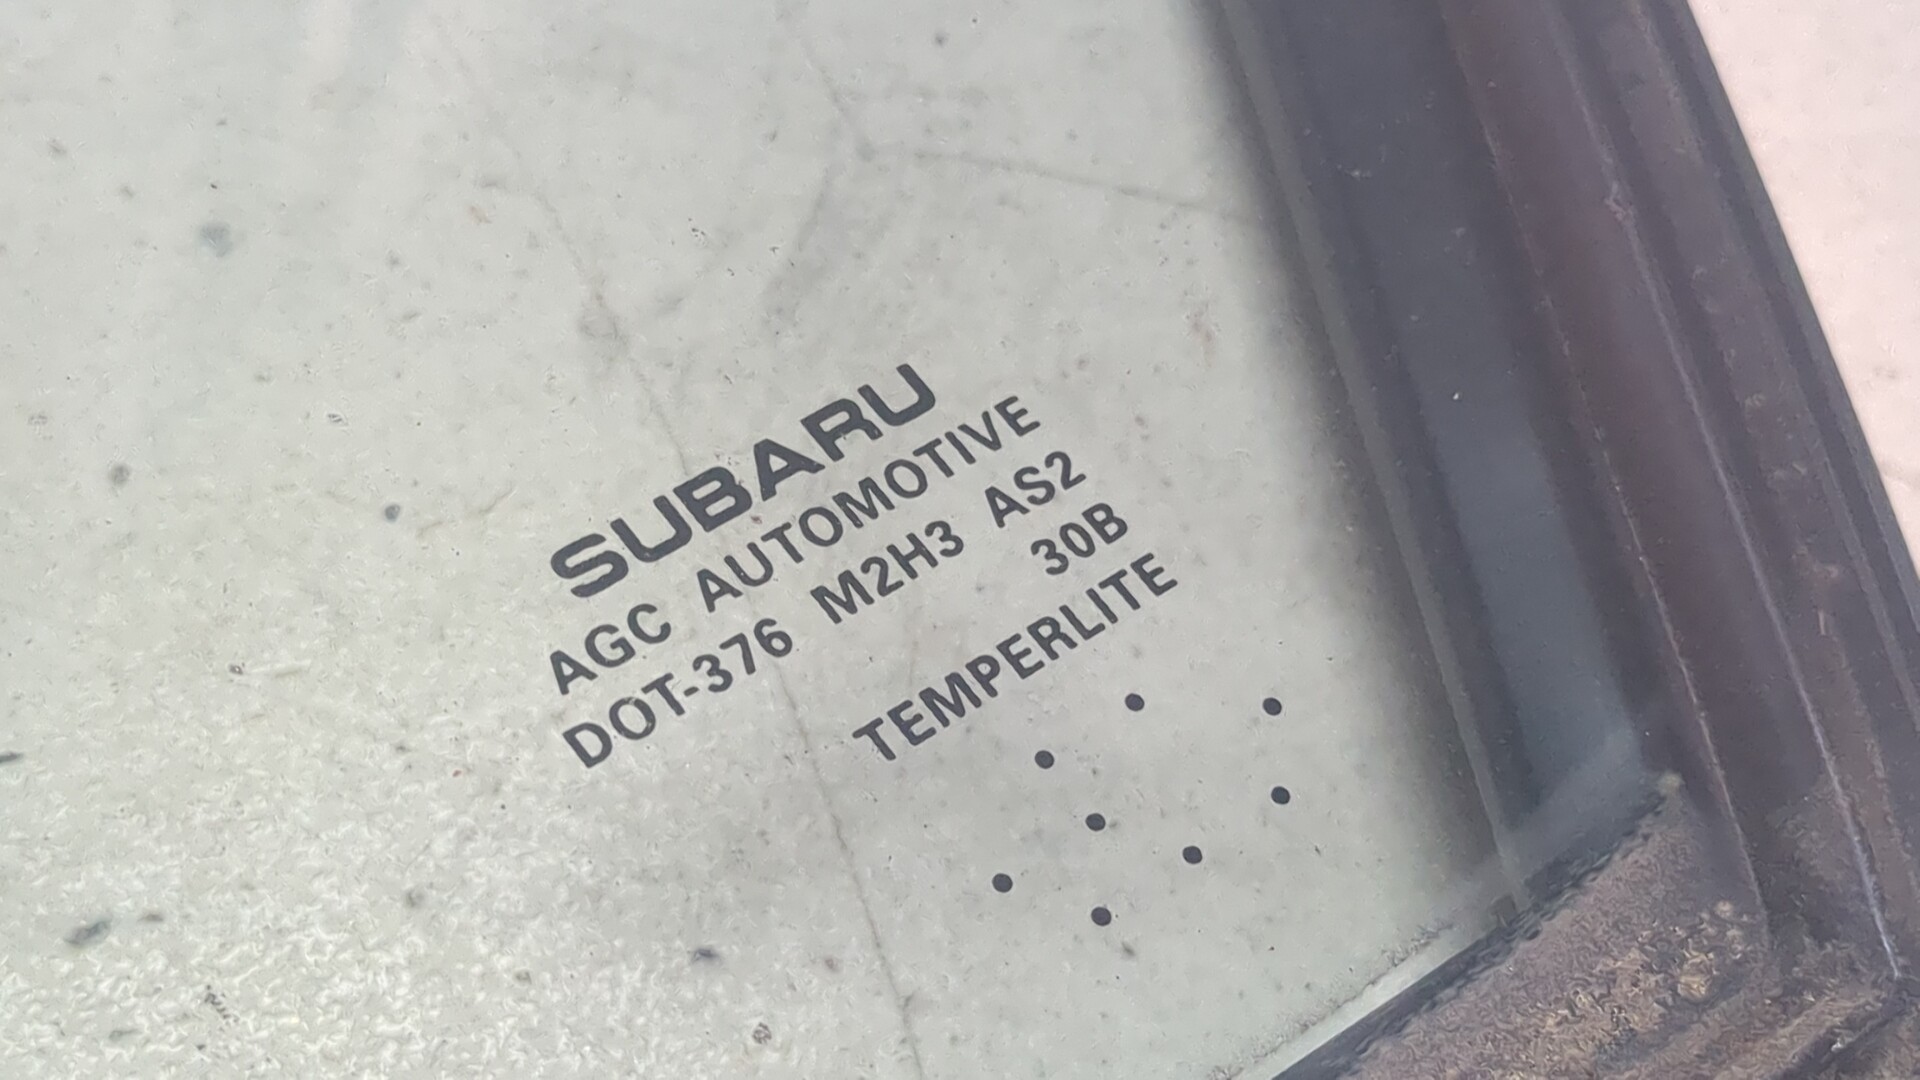 SUBARU
AGC AUTOMOTIVE
DOT-376 M2H3 AS2
30B
TEMPERLITE